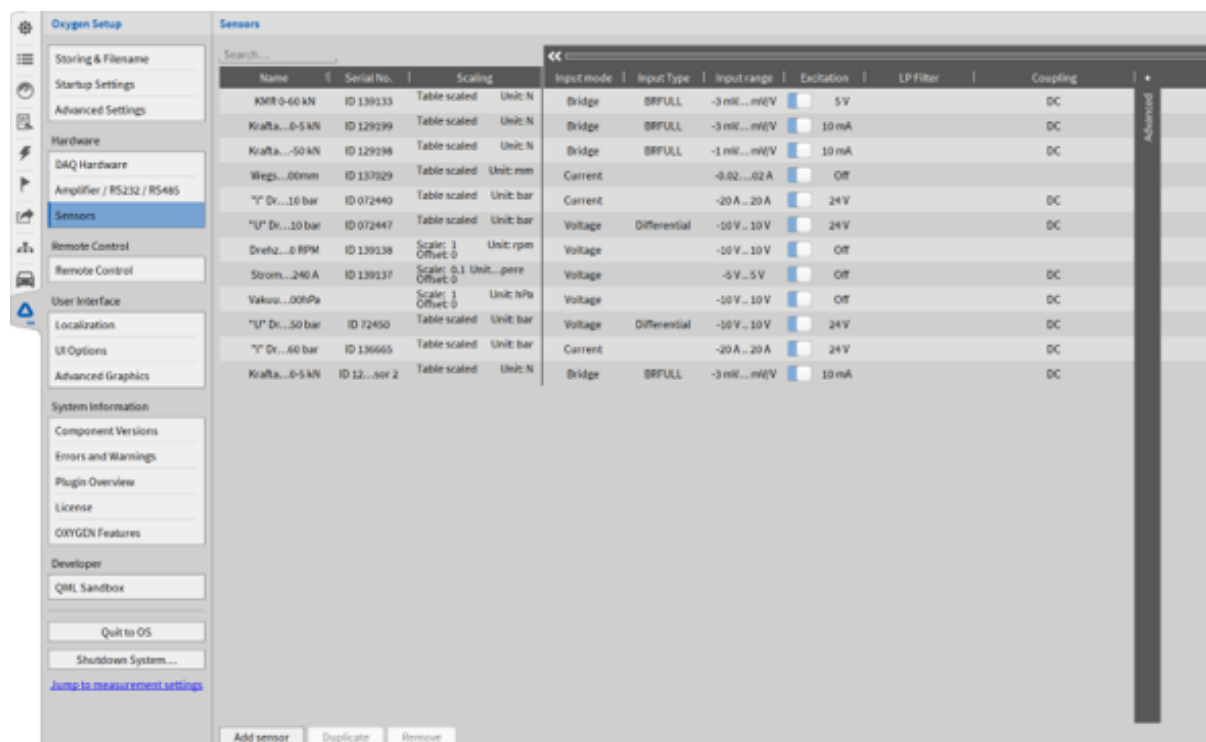 Oxygen Setup
Storing & Filename
Startup Settings
Advanced Settings
Hardware
DAQ Hardware
Amplifier / RS232 / RS485
Sensors
Remote Control
Remote Control
User Interface
Localization
UI Options
Advanced Graphics
System Information
Component Versions
Errors and Warnings
Plugin Overview
License
OXYGEN Features
Developer
QML Sandbox
Quit to OS
Shutdown System...
Jump to measurement settings
Sensors
Search...
Name Serial No. Scaling Input mode Input Type Input range Excitation LP Filter Coupling +
KMR 0-60 kN ID 139133 Table scaled Unit: N Bridge BRFULL -3 mV/...mV/V 5 V DC
Krafta...0-5 kN ID 129199 Table scaled Unit: N Bridge BRFULL -3 mV/...mV/V 10 mA DC
Krafta...-50 kN ID 129198 Table scaled Unit: N Bridge BRFULL -1 mV/...mV/V 10 mA DC
Wegs...00mm ID 137029 Table scaled Unit: mm Current -0.02...02 A Off DC
"I" Dr...10 bar ID 072440 Table scaled Unit: bar Current -20 A... 20 A 24 V DC
"U" Dr...10 bar ID 072447 Table scaled Unit: bar Voltage Differential -10 V... 10 V 24 V DC
Drehz...0 RPM ID 139138 Scale: 1 Unit: rpm Voltage -10 V... 10 V Off
Offset: 0
Strom...240 A ID 139137 Scale: 0.1 Unit...pere Voltage -5 V... 5 V Off DC
Offset: 0
Vakuu...00hPa Scale: 1 Unit: hPa Voltage -10 V... 10 V Off DC
Offset: 0
"U" Dr...50 bar ID 72450 Table scaled Unit: bar Voltage Differential -10 V... 10 V 24 V DC
"I" Dr...60 bar ID 136665 Table scaled Unit: bar Current -20 A... 20 A 24 V DC
Krafta...0-5 kN ID 12...sor 2 Table scaled Unit: N Bridge BRFULL -3 mV/...mV/V 10 mA DC
Advanced
Add sensor Duplicate Remove